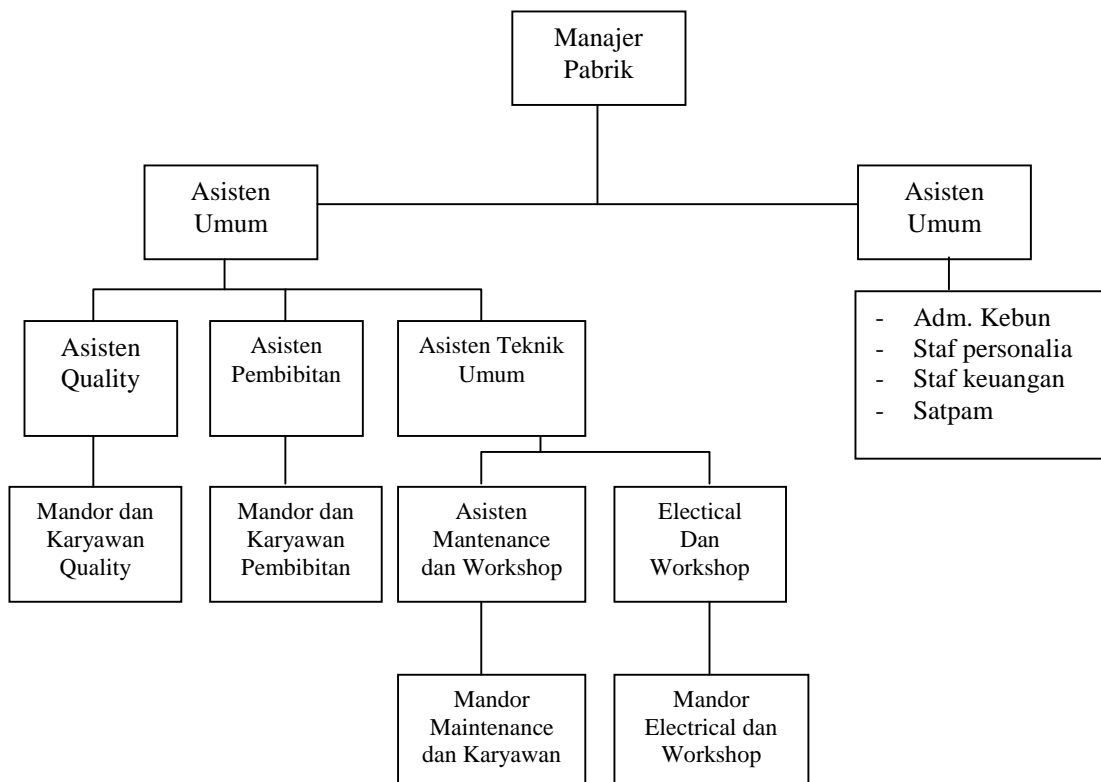 Manajer
Pabrik
Asisten
Umum
Asisten
Umum
Asisten
Quality
Asisten
Pembibitan
Asisten Teknik
Umum
- Adm. Kebun
- Staf personalia
- Staf keuangan
- Satpam
Mandor dan
Karyawan
Quality
Mandor dan
Karyawan
Pembibitan
Asisten
Mantenance
dan Workshop
Electical
Dan
Workshop
Mandor
Maintenance
dan Karyawan
Mandor
Electrical dan
Workshop